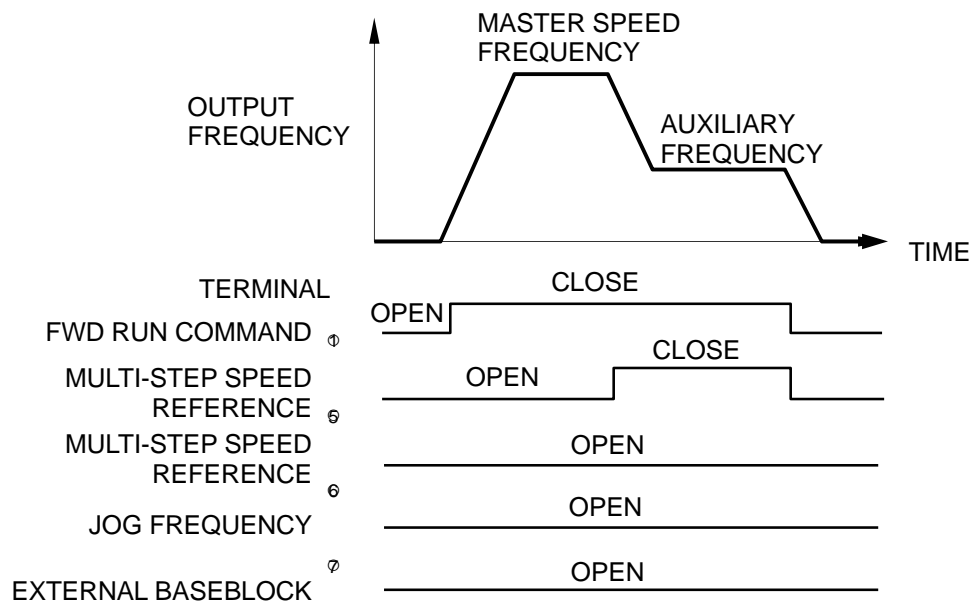 MASTER SPEED
FREQUENCY
OUTPUT
FREQUENCY
AUXILIARY
FREQUENCY
TIME
TERMINAL
CLOSE
OPEN
FWD RUN COMMAND ①
CLOSE
MULTI-STEP SPEED
REFERENCE ⑤
OPEN
MULTI-STEP SPEED
REFERENCE ⑥
OPEN
JOG FREQUENCY
OPEN
⑦
EXTERNAL BASEBLOCK
OPEN